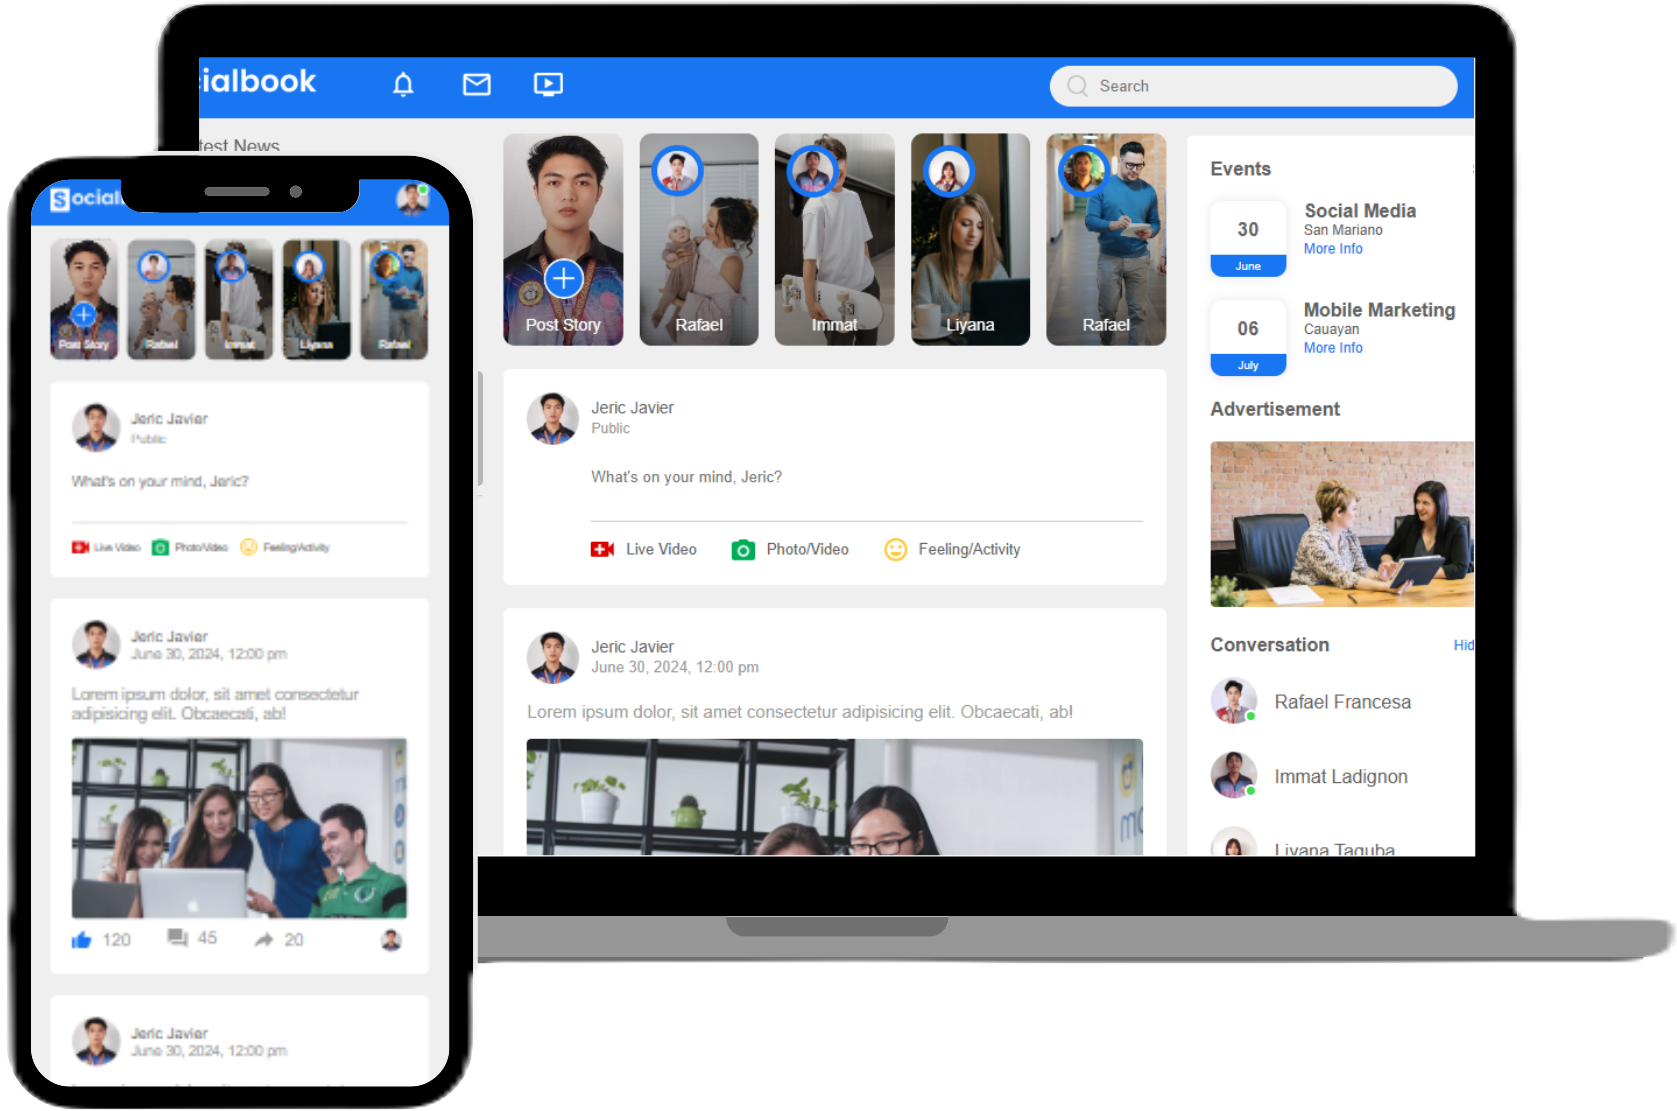 cialbook
Search
test News
Post Story
Rafael
Immat
Liyana
Rafael
Jeric Javier
Public
What's on your mind, Jeric?
Live Video
Photo/Video
Feeling/Activity
Jeric Javier
June 30, 2024, 12:00 pm
Lorem ipsum dolor, sit amet consectetur adipisicing elit. Obcaecati, ab!
Events
30
June
Social Media
San Mariano
More Info
06
July
Mobile Marketing
Cauayan
More Info
Advertisement
Conversation
Hid
Rafael Francesa
Immat Ladignon
Liyana Taguba
Social
Post Story
Rafael
Immat
Liyana
Rafael
Jeric Javier
Public
What's on your mind, Jeric?
Live Video
Photo/Video
Feeling/Activity
Jeric Javier
June 30, 2024, 12:00 pm
Lorem ipsum dolor, sit amet consectetur
adipisicing elit. Obcaecati, ab!
120
45
20
Jeric Javier
June 30, 2024, 12:00 pm